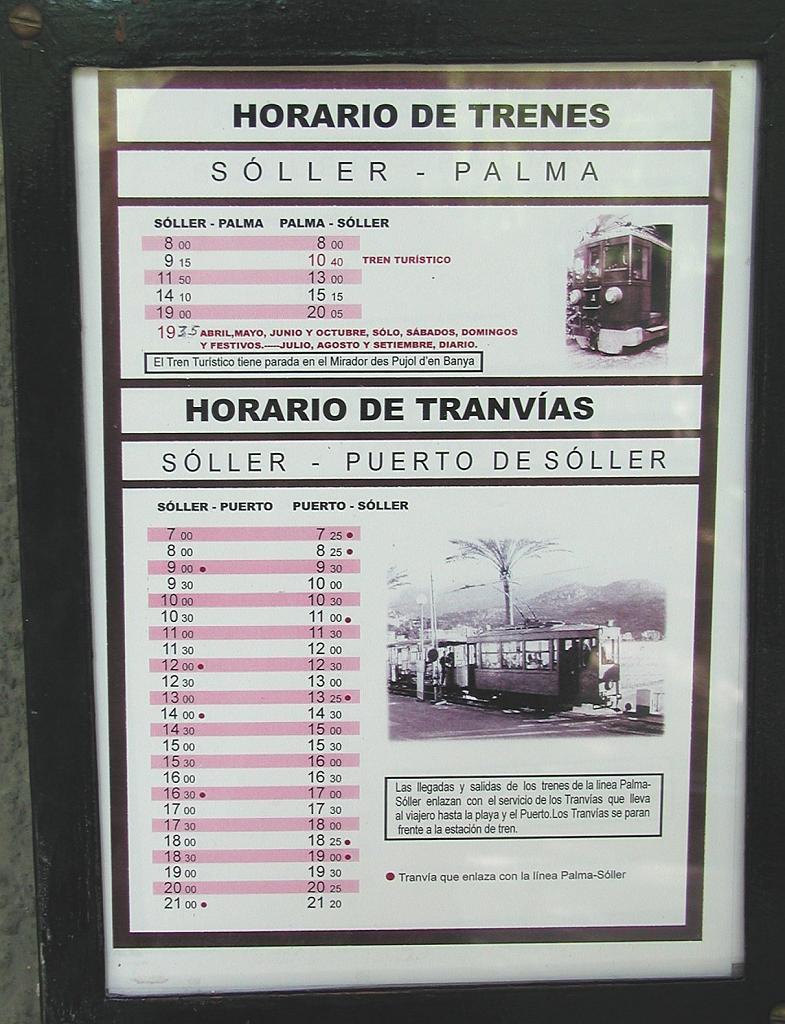 HORARIO DE TRENES
SÓLLER - PALMA
SÓLLER - PALMA PALMA - SÓLLER
8 00 8 00
9 15 10 40 TREN TURÍSTICO
11 50 13 00
14 10 15 15
19 00 20 05
19 35 ABRIL,MAYO, JUNIO Y OCTUBRE, SÓLO, SÁBADOS, DOMINGOS
Y FESTIVOS.----JULIO, AGOSTO Y SETIEMBRE, DIARIO.
El Tren Turístico tiene parada en el Mirador des Pujol d'en Banya
HORARIO DE TRANVÍAS
SÓLLER - PUERTO DE SÓLLER
SÓLLER - PUERTO PUERTO - SÓLLER
7 00 7 25 •
8 00 8 25 •
9 00 • 9 30
9 30 10 00
10 00 10 30
10 30 11 00 •
11 00 11 30
11 30 12 00
12 00 • 12 30
12 30 13 00
13 00 13 25 •
14 00 • 14 30
14 30 15 00
15 00 15 30
15 30 16 00
16 00 16 30
16 30 • 17 00
17 00 17 30
17 30 18 00
18 00 18 25 •
18 30 19 00 •
19 00 19 30
20 00 20 25
21 00 • 21 20
Las llegadas y salidas de los trenes de la linea Palma-
Sóller enlazan con el servicio de los Tranvías que lleva
al viajero hasta la playa y el Puerto.Los Tranvías se paran
frente a la estación de tren.
• Tranvía que enlaza con la línea Palma-Sóller